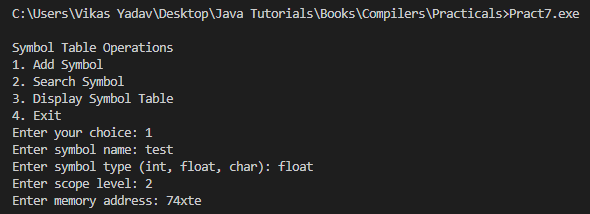 C:\Users\Vikas Yadav\Desktop\Java Tutorials\Books\Compilers\Practicals>Pract7.exe
Symbol Table Operations
1. Add Symbol
2. Search Symbol
3. Display Symbol Table
4. Exit
Enter your choice: 1
Enter symbol name: test
Enter symbol type (int, float, char): float
Enter scope level: 2
Enter memory address: 74xte